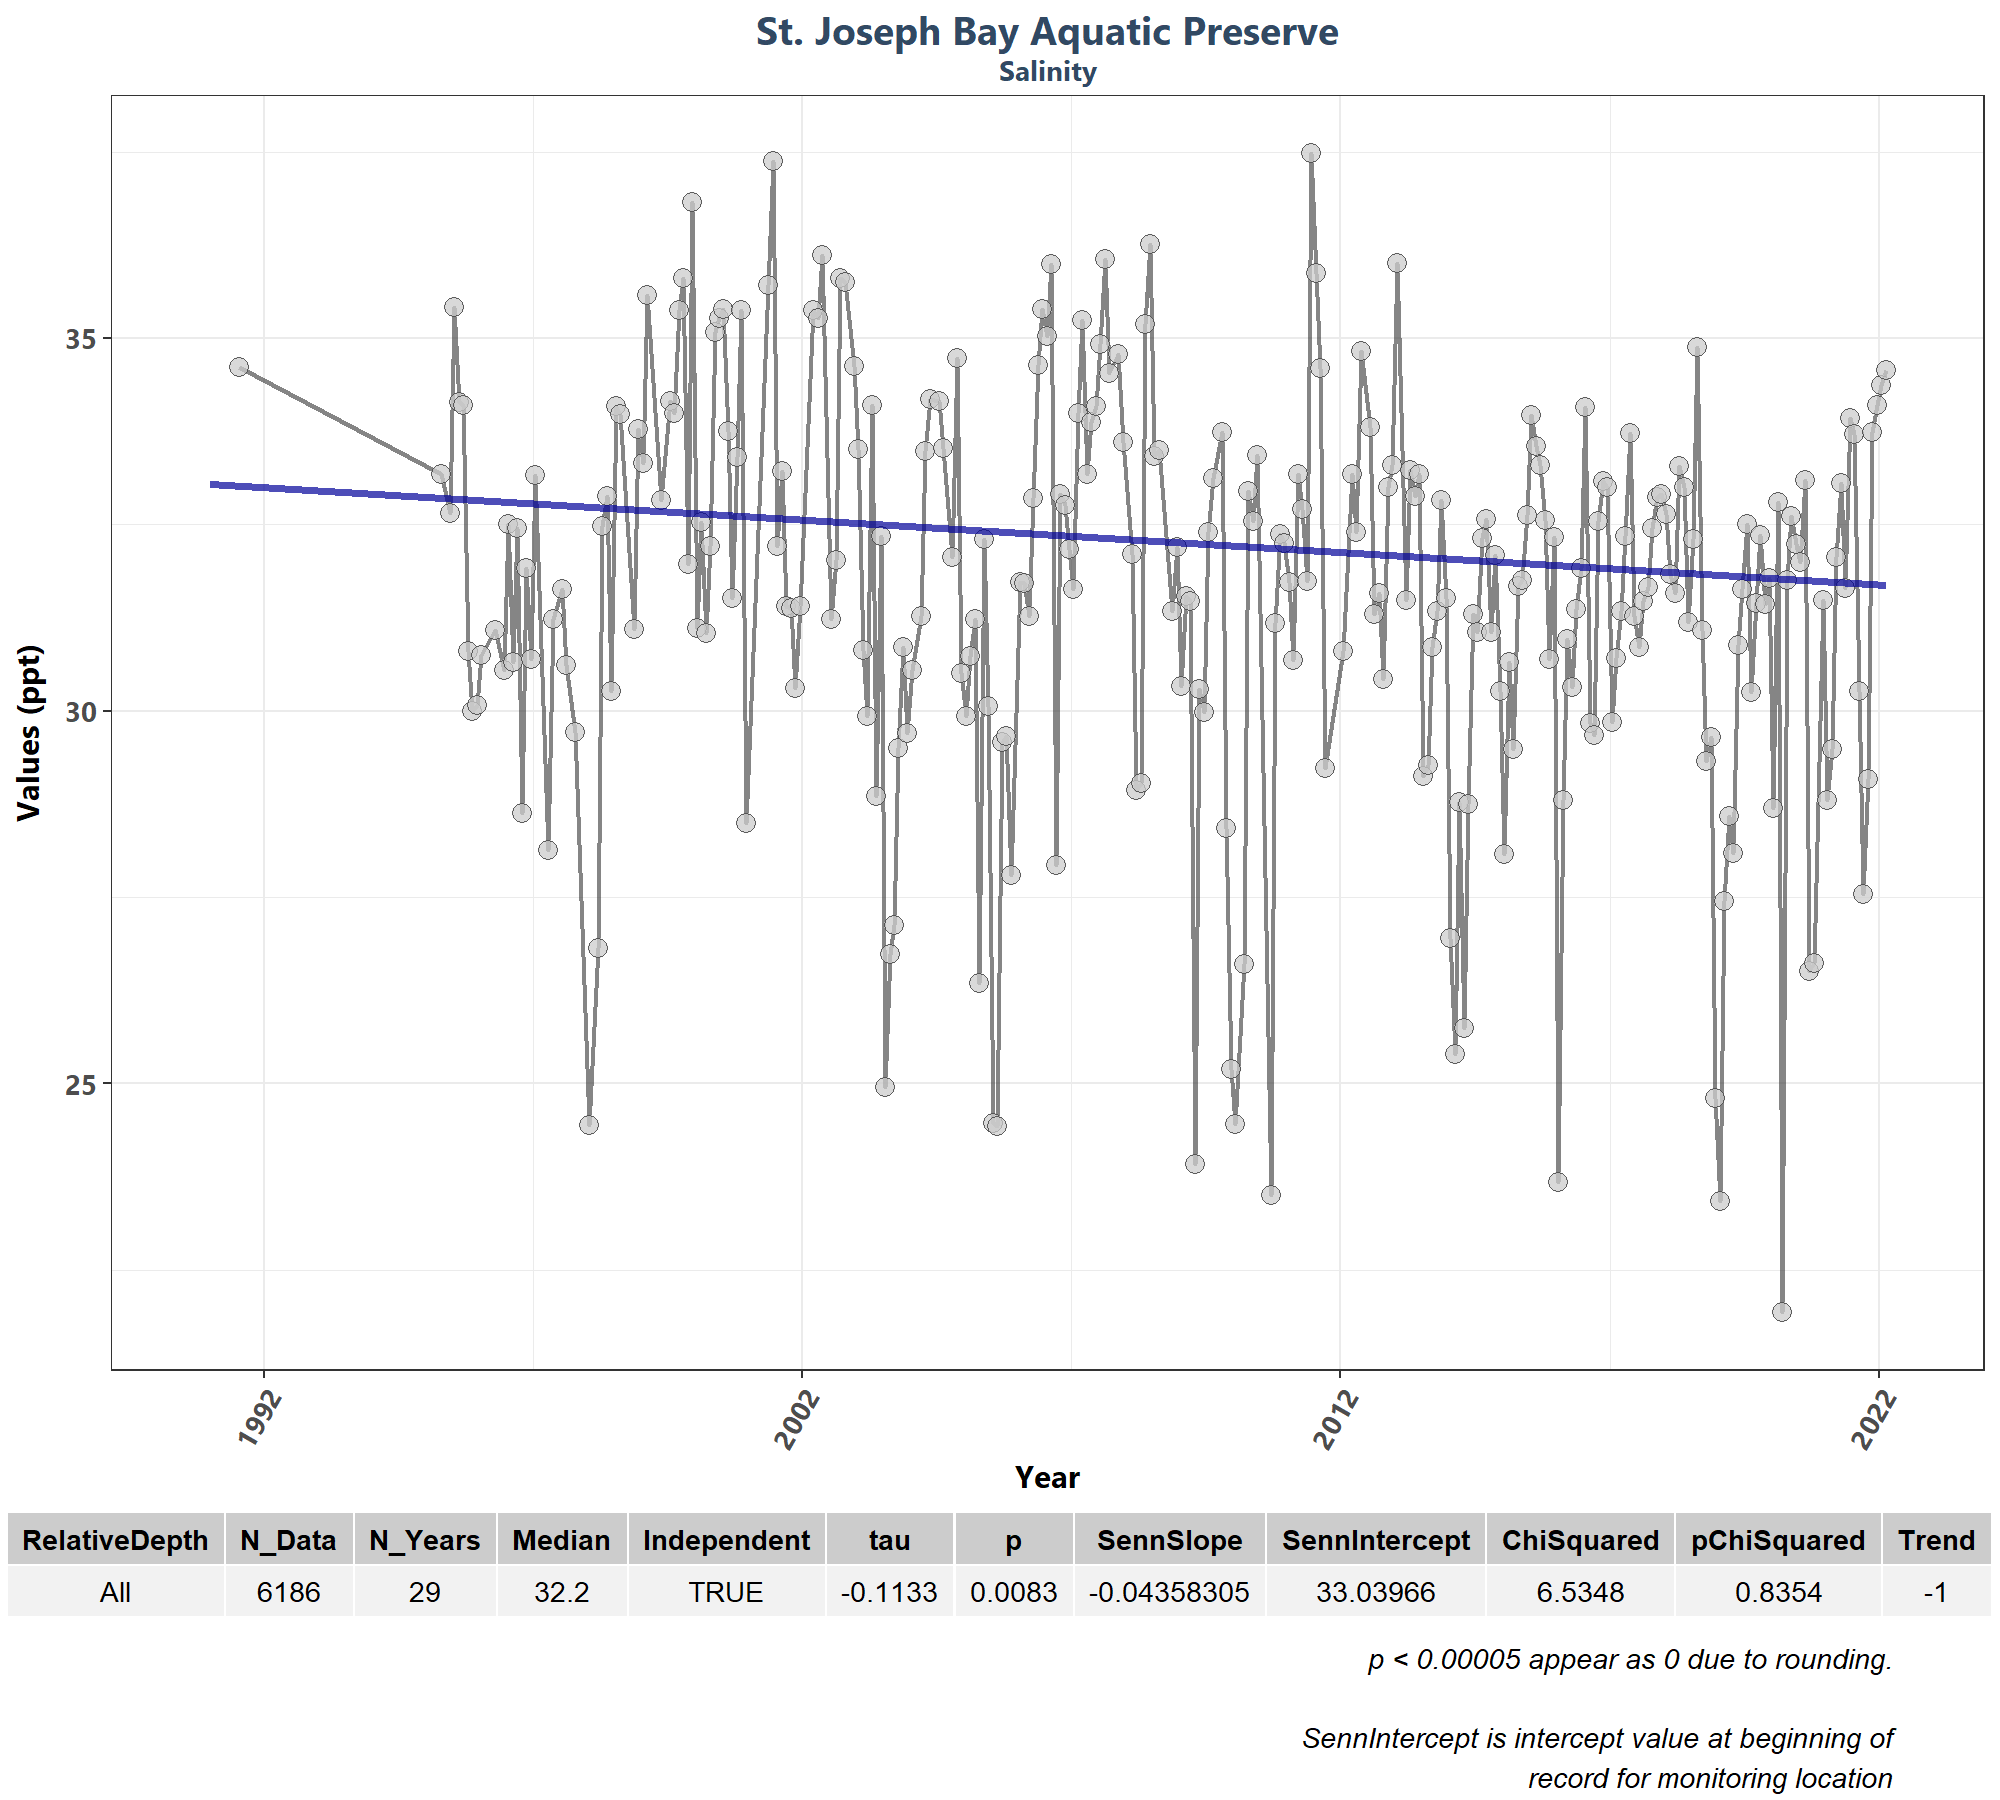 St. Joseph Bay Aquatic Preserve
Salinity
Values (ppt)
35
30
25
1992 2002 2012 2022
Year
RelativeDepth N_Data N_Years Median Independent tau p SennSlope SennIntercept ChiSquared pChiSquared Trend
All 6186 29 32.2 TRUE -0.1133 0.0083 -0.04358305 33.03966 6.5348 0.8354 -1
p < 0.00005 appear as 0 due to rounding.
SennIntercept is intercept value at beginning of
record for monitoring location